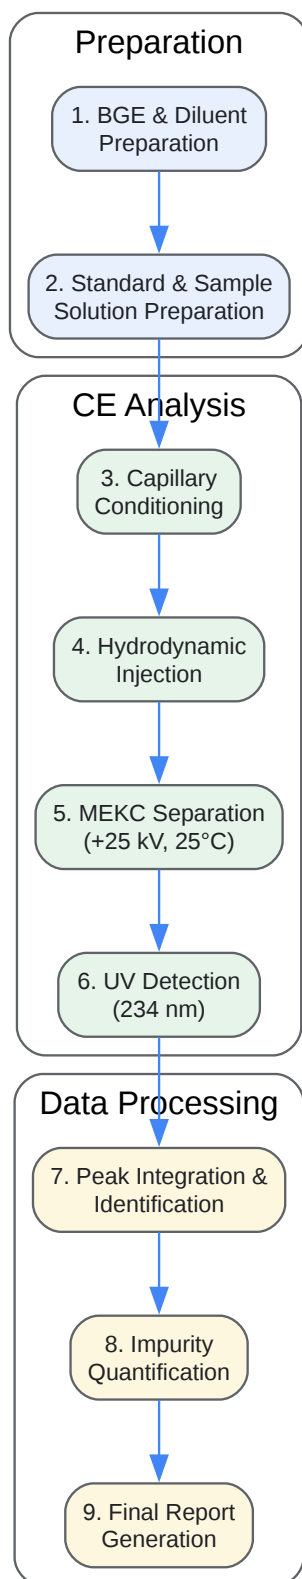 Preparation
1. BGE & Diluent
Preparation
2. Standard & Sample
Solution Preparation
CE Analysis
3. Capillary
Conditioning
4. Hydrodynamic
Injection
5. MEKC Separation
(+25 kV, 25°C)
6. UV Detection
(234 nm)
Data Processing
7. Peak Integration &
Identification
8. Impurity
Quantification
9. Final Report
Generation